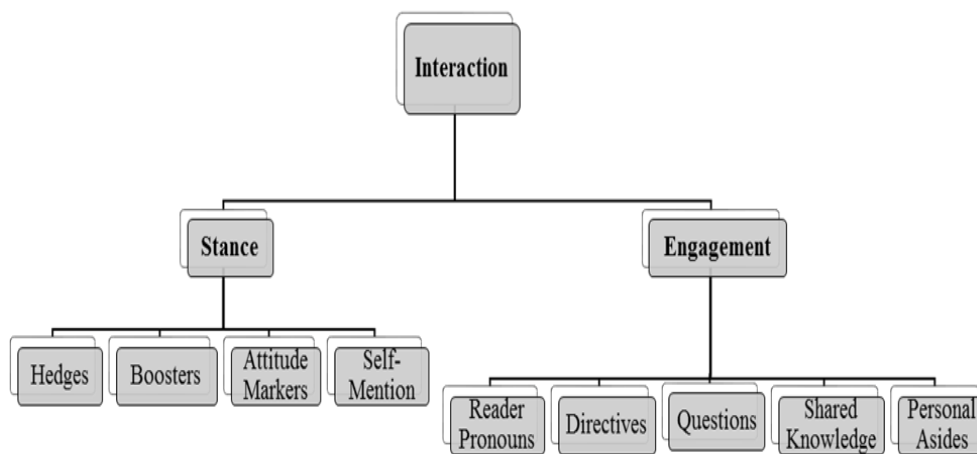 Interaction
Stance
Engagement
Hedges
Boosters
Attitude
Markers
Self-
Mention
Reader
Pronouns
Directives
Questions
Shared
Knowledge
Personal
Asides